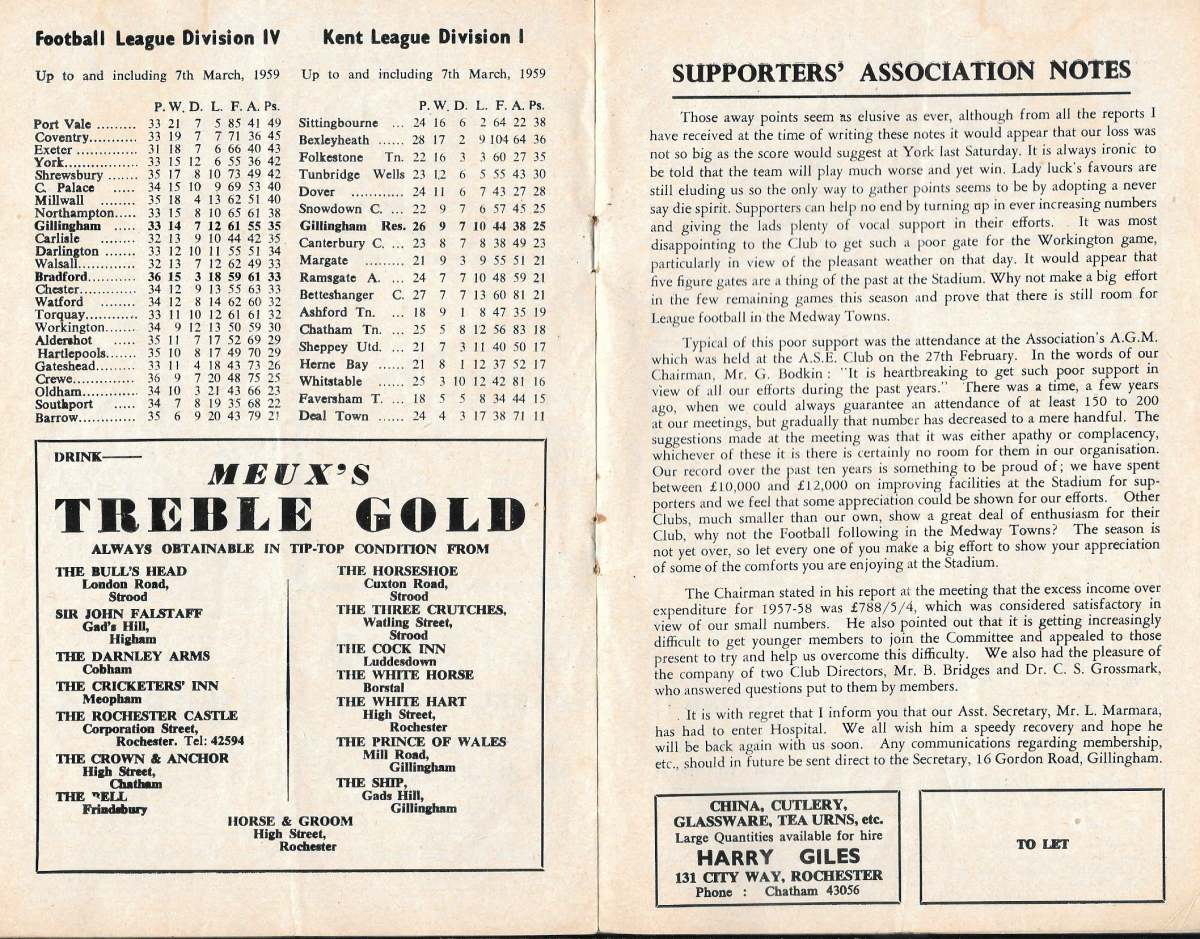 Football League Division IV
Up to and including 7th March, 1959
P. W. D. L. F. A. Ps.
Port Vale ......... 33 21 7 5 85 41 49
Coventry........... 33 19 7 7 71 36 45
Exeter ............. 31 18 7 6 66 40 43
York................. 33 15 12 6 55 36 42
Shrewsbury ....... 35 17 8 10 73 49 42
C. Palace ..... 34 15 10 9 69 53 40
Millwall ....... 35 18 4 13 62 51 40
Northampton..... 33 15 8 10 65 61 38
Gillingham ..... 33 14 7 12 61 55 35
Carlisle ........ 32 13 9 10 44 42 35
Darlington ....... 33 12 10 11 55 51 34
Walsall............. 32 13 7 12 62 49 33
Bradford........... 36 15 3 18 59 61 33
Chester............. 34 12 9 13 55 63 33
Watford ....... 34 12 8 14 62 60 32
Torquay............ 33 11 10 12 61 61 32
Workington....... 34 9 12 13 50 59 30
Aldershot ..... 35 11 7 17 52 69 29
Hartlepools....... 35 10 8 17 49 70 29
Gateshead......... 33 11 4 18 43 73 26
Crewe............... 36 9 7 20 48 75 25
Oldham............. 34 10 3 21 43 66 23
Southport ..... 34 7 8 19 35 68 22
Barrow............. 35 6 9 20 43 79 21
Kent League Division I
Up to and including 7th March, 1959
P. W. D. L. F. A. Ps.
Sittingbourne ... 24 16 6 2 64 22 38
Bexleyheath ...... 28 17 2 9 104 64 36
Folkestone Tn. 22 16 3 3 60 27 35
Tunbridge Wells 23 12 6 5 55 43 30
Dover ............ 24 11 6 7 43 27 28
Snowdown C. ... 22 9 7 6 57 45 25
Gillingham Res. 26 9 7 10 44 38 25
Canterbury C. ... 23 8 7 8 38 49 23
Margate ........ 21 9 3 9 55 51 21
Ramsgate A. ... 24 7 7 10 48 59 21
Betteshanger C. 27 7 7 13 60 81 21
Ashford Tn. ... 18 9 1 8 47 35 19
Chatham Tn. ... 25 5 8 12 56 83 18
Sheppey Utd. ... 21 7 3 11 40 50 17
Herne Bay ...... 21 8 1 12 37 52 17
Whitstable ...... 25 3 10 12 42 81 16
Faversham T. ... 18 5 5 8 34 44 15
Deal Town ...... 24 4 3 17 38 71 11
DRINK——
MEUX'S
TREBLE GOLD
ALWAYS OBTAINABLE IN TIP-TOP CONDITION FROM
THE BULL'S HEAD
London Road,
Strood
SIR JOHN FALSTAFF
Gad's Hill,
Higham
THE DARNLEY ARMS
Cobham
THE CRICKETERS' INN
Meopham
THE ROCHESTER CASTLE
Corporation Street,
Rochester. Tel: 42594
THE CROWN & ANCHOR
High Street,
Chatham
THE BELL
Frindsbury
THE HORSESHOE
Cuxton Road,
Strood
THE THREE CRUTCHES,
Watling Street,
Strood
THE COCK INN
Luddesdown
THE WHITE HORSE
Borstal
THE WHITE HART
High Street,
Rochester
THE PRINCE OF WALES
Mill Road,
Gillingham
THE SHIP,
Gads Hill,
Gillingham
HORSE & GROOM
High Street,
Rochester
SUPPORTERS' ASSOCIATION NOTES
Those away points seem as elusive as ever, although from all the reports I
have received at the time of writing these notes it would appear that our loss was
not so big as the score would suggest at York last Saturday. It is always ironic to
be told that the team will play much worse and yet win. Lady luck's favours are
still eluding us so the only way to gather points seems to be by adopting a never
say die spirit. Supporters can help no end by turning up in ever increasing numbers
and giving the lads plenty of vocal support in their efforts. It was most
disappointing to the Club to get such a poor gate for the Workington game,
particularly in view of the pleasant weather on that day. It would appear that
five figure gates are a thing of the past at the Stadium. Why not make a big effort
in the few remaining games this season and prove that there is still room for
League football in the Medway Towns.
Typical of this poor support was the attendance at the Association's A.G.M.
which was held at the A.S.E. Club on the 27th February. In the words of our
Chairman, Mr. G. Bodkin : "It is heartbreaking to get such poor support in
view of all our efforts during the past years." There was a time, a few years
ago, when we could always guarantee an attendance of at least 150 to 200
at our meetings, but gradually that number has decreased to a mere handful. The
suggestions made at the meeting was that it was either apathy or complacency,
whichever of these it is there is certainly no room for them in our organisation.
Our record over the past ten years is something to be proud of; we have spent
between £10,000 and £12,000 on improving facilities at the Stadium for sup-
porters and we feel that some appreciation could be shown for our efforts. Other
Clubs, much smaller than our own, show a great deal of enthusiasm for their
Club, why not the Football following in the Medway Towns? The season is
not yet over, so let every one of you make a big effort to show your appreciation
of some of the comforts you are enjoying at the Stadium.
The Chairman stated in his report at the meeting that the excess income over
expenditure for 1957-58 was £788/5/4, which was considered satisfactory in
view of our small numbers. He also pointed out that it is getting increasingly
difficult to get younger members to join the Committee and appealed to those
present to try and help us overcome this difficulty. We also had the pleasure of
the company of two Club Directors, Mr. B. Bridges and Dr. C. S. Grossmark,
who answered questions put to them by members.
It is with regret that I inform you that our Asst. Secretary, Mr. L. Marmara,
has had to enter Hospital. We all wish him a speedy recovery and hope he
will be back again with us soon. Any communications regarding membership,
etc., should in future be sent direct to the Secretary, 16 Gordon Road, Gillingham.
CHINA, CUTLERY,
GLASSWARE, TEA URNS, etc.
Large Quantities available for hire
HARRY GILES
131 CITY WAY, ROCHESTER
Phone : Chatham 43056
TO LET